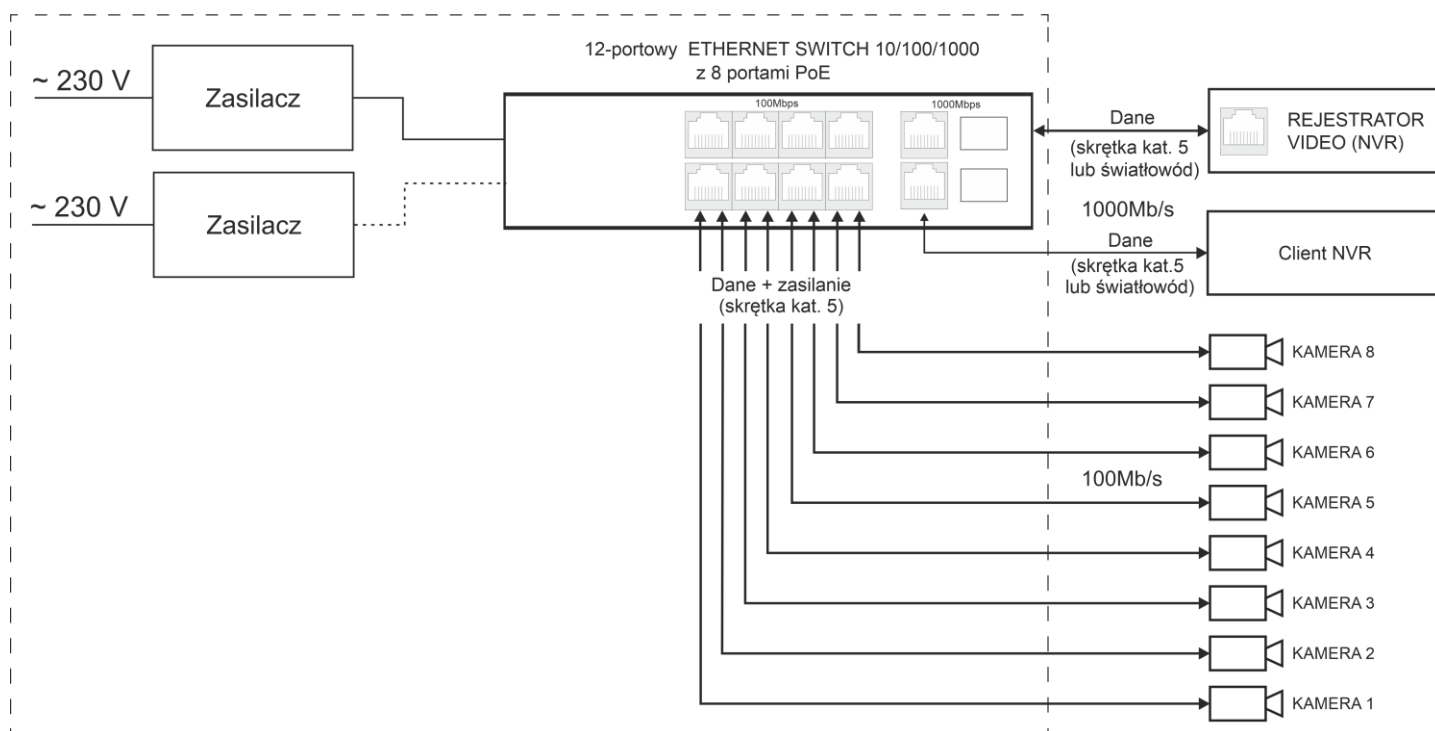 12-portowy ETHERNET SWITCH 10/100/1000
z 8 portami PoE
~ 230 V
Zasilacz
~ 230 V
Zasilacz
100Mbps
1000Mbps
Dane
(skrętka kat. 5
lub światłowód)
REJESTRATOR
VIDEO (NVR)
1000Mb/s
Dane
(skrętka kat.5
lub światłowód)
Client NVR
Dane + zasilanie
(skrętka kat. 5)
KAMERA 8
KAMERA 7
KAMERA 6
100Mb/s
KAMERA 5
KAMERA 4
KAMERA 3
KAMERA 2
KAMERA 1